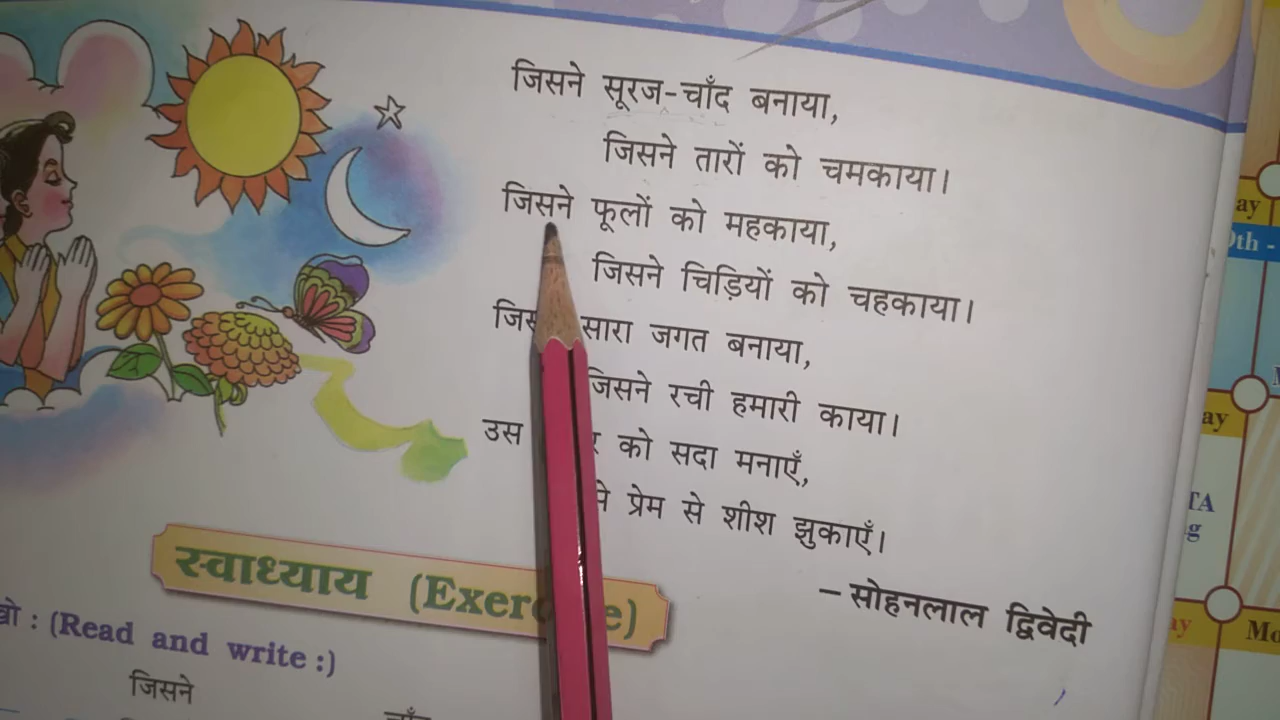 जिसने सूरज-चाँद बनाया,
जिसने तारों को चमकाया।
जिसने फूलों को महकाया,
जिसने चिड़ियों को चहकाया।
सारा जगत बनाया,
जिसने रची हमारी काया।
उस को सदा मनाएँ,
प्रेम से शीश झुकाएँ।
– सोहनलाल द्विवेदी
स्वाध्याय (Exercise)
(Read and write :)
जिसने